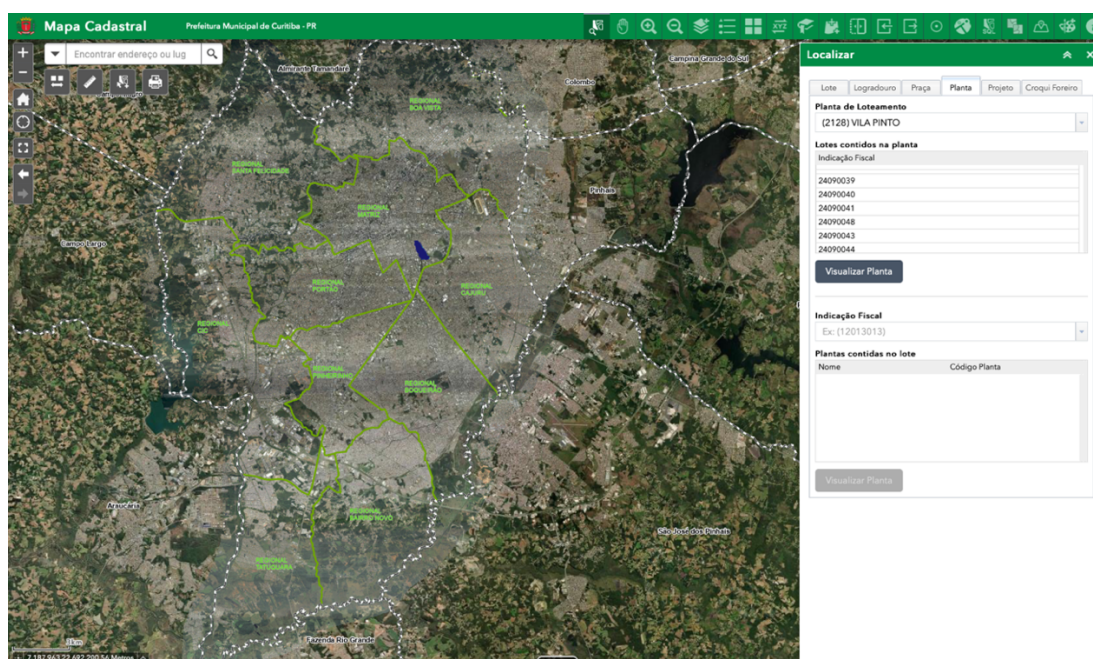 Mapa Cadastral
Prefeitura Municipal de Curitiba - PR
XYZ
Encontrar endereço ou lug
Almirante Tamandaré
Colombo
Campina Grande do Sul
REGIONAL
BOA VISTA
REGIONAL
SANTA FELICIDADE
Pinhais
REGIONAL
MATRIZ
Campo Largo
REGIONAL
PORTÃO
REGIONAL
CAJURU
REGIONAL
CIC
REGIONAL
PINHEIRINHO
REGIONAL
BOQUEIRÃO
Araucária
REGIONAL
BAIRRO NOVO
São José dos Pinhais
REGIONAL
TATUQUARA
Fazenda Rio Grande
3 km
Localizar
Lote
Logradouro
Praça
Planta
Projeto
Croqui Foreiro
Planta de Loteamento
(2128) VILA PINTO
Lotes contidos na planta
Indicação Fiscal
24090039
24090040
24090041
24090048
24090043
24090044
Visualizar Planta
Indicação Fiscal
Ex: (12013013)
Plantas contidas no lote
Nome
Código Planta
Visualizar Planta